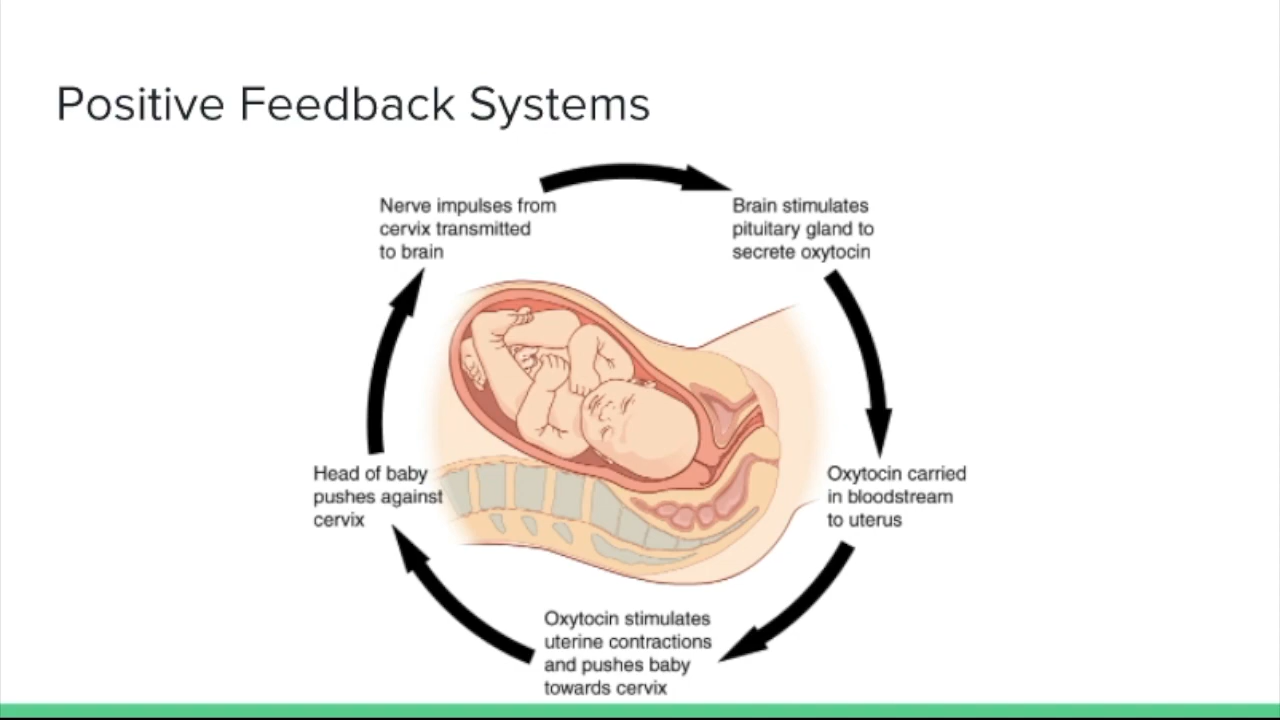 Positive Feedback Systems
Nerve impulses from
cervix transmitted
to brain
Brain stimulates
pituitary gland to
secrete oxytocin
Oxytocin carried
in bloodstream
to uterus
Oxytocin stimulates
uterine contractions
and pushes baby
towards cervix
Head of baby
pushes against
cervix